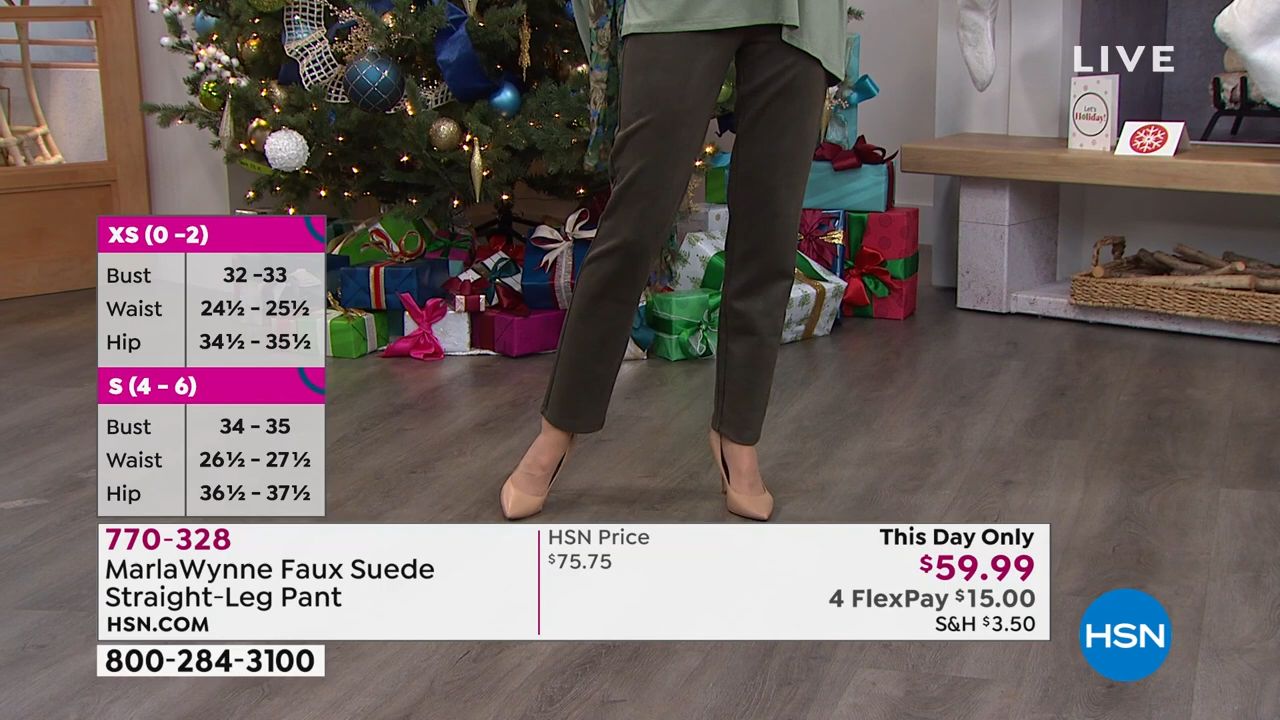 LIVE
Let's
Holiday!
XS (0 –2)
Bust 32 –33
Waist 24½ – 25½
Hip 34½ – 35½
S (4 – 6)
Bust 34 – 35
Waist 26½ – 27½
Hip 36½ – 37½
770-328
MarlaWynne Faux Suede
Straight-Leg Pant
HSN.COM
HSN Price
$75.75
This Day Only
$59.99
4 FlexPay $15.00
S&H $3.50
800-284-3100
HSN